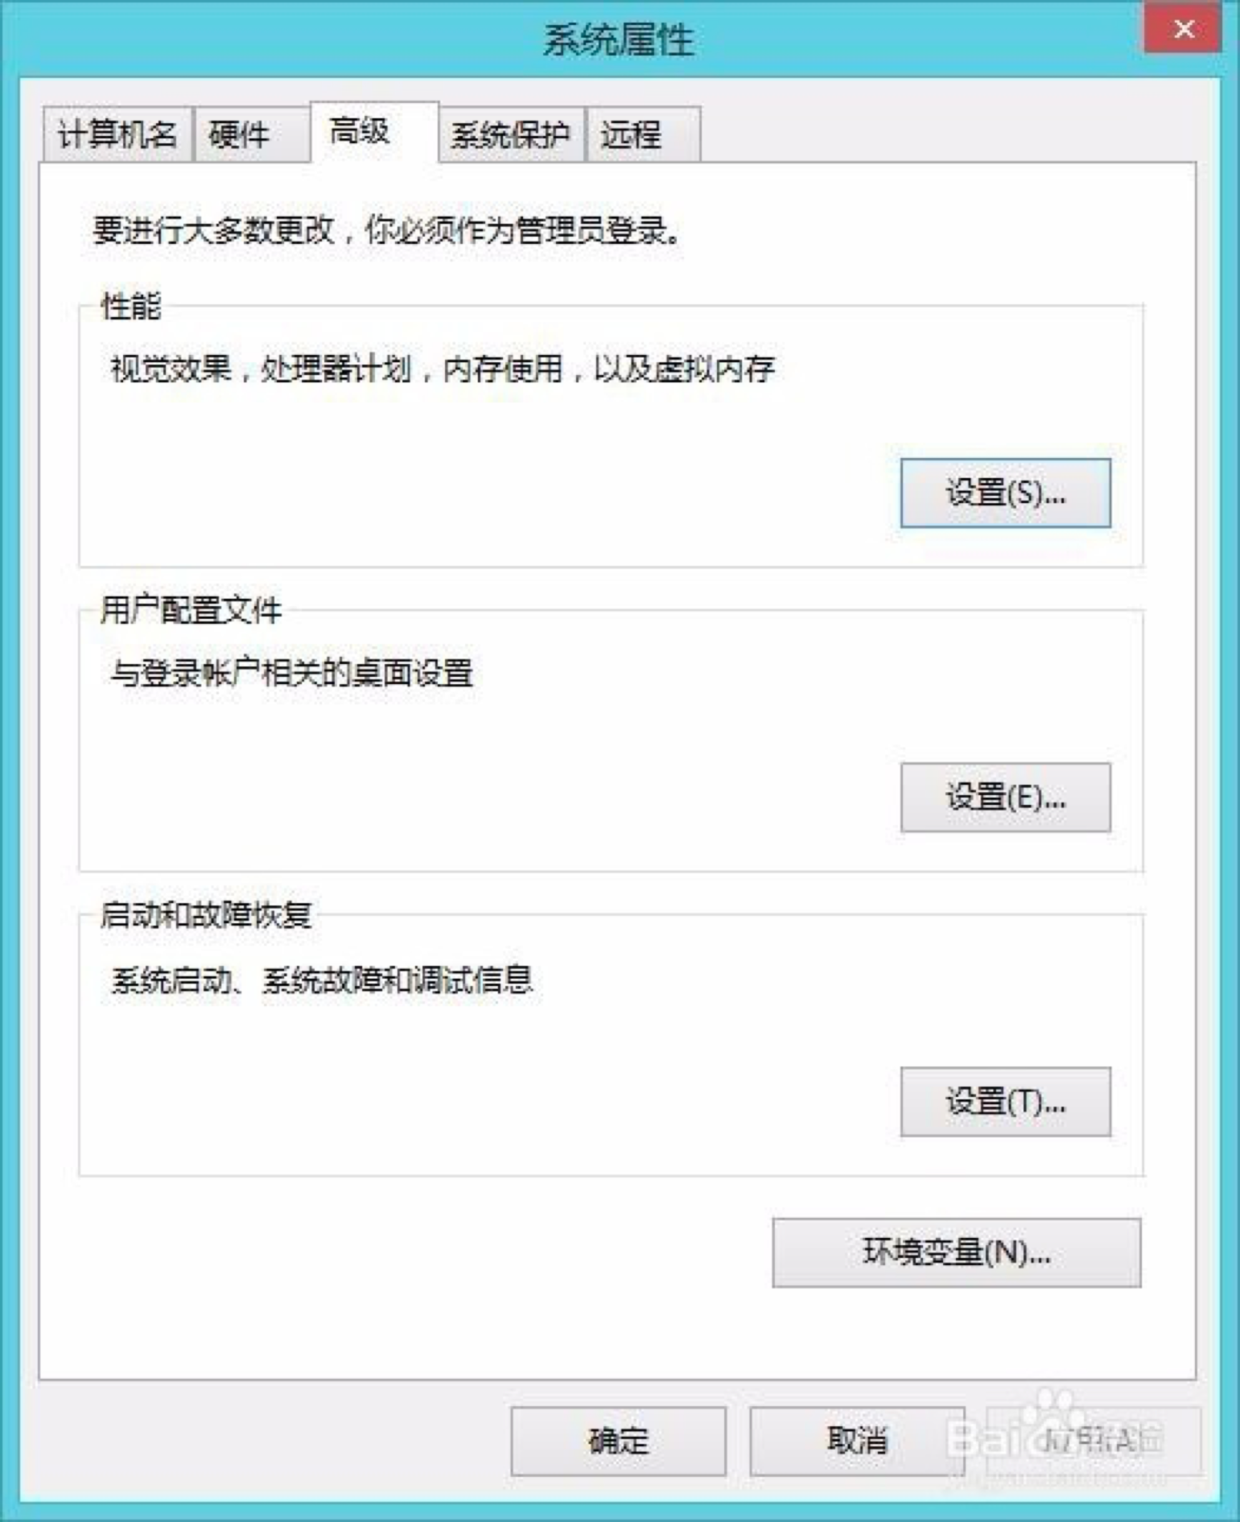 系统属性
计算机名 硬件 高级 系统保护 远程
要进行大多数更改，你必须作为管理员登录。
性能
视觉效果，处理器计划，内存使用，以及虚拟内存
设置(S)...
用户配置文件
与登录帐户相关的桌面设置
设置(E)...
启动和故障恢复
系统启动、系统故障和调试信息
设置(T)...
环境变量(N)...
确定 取消 应用(A)
Baidu 经验